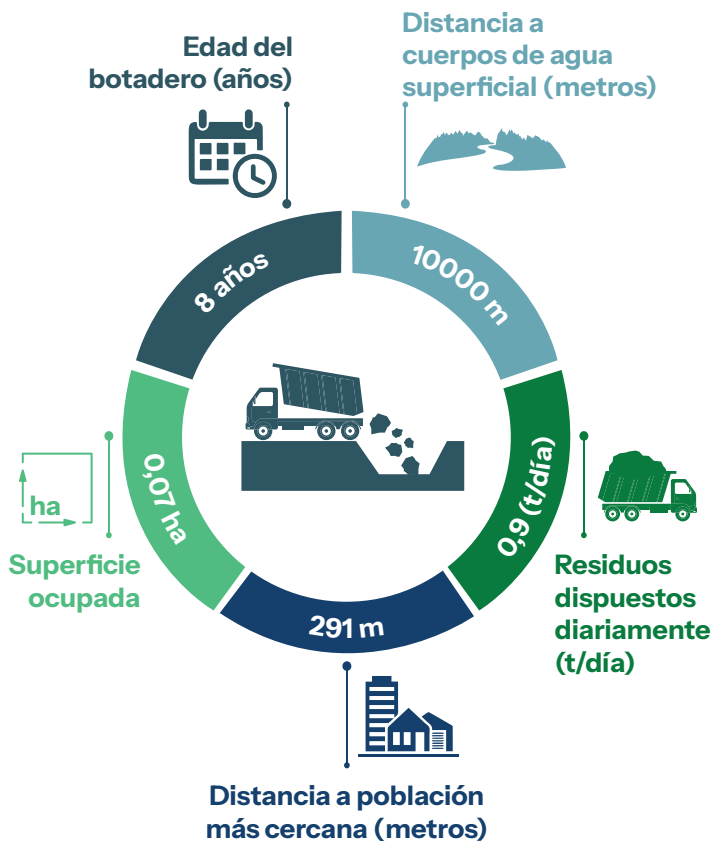 Edad del
botadero (años)
Distancia a
cuerpos de agua
superficial (metros)
8 años
10000 m
0,07 ha
0,9 (t/día)
291 m
ha
Superficie
ocupada
Residuos
dispuestos
diariamente
(t/día)
Distancia a población
más cercana (metros)